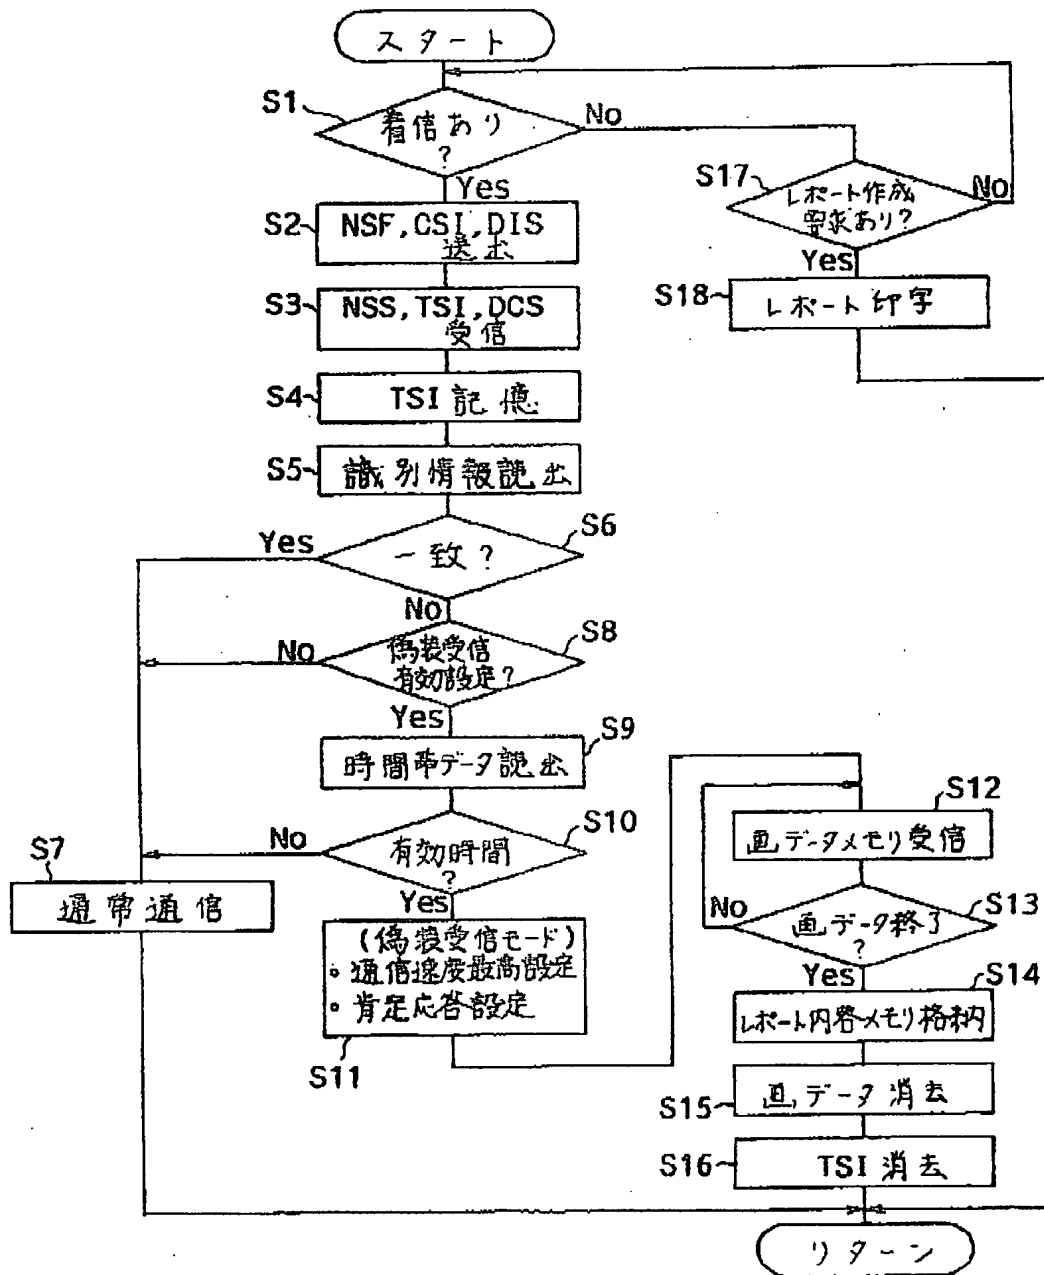 スタート
S1
着信あり
?
No
Yes
S17
レポート作成
要求あり?
No
Yes
S2
NSF,CSI,DIS
送出
S18
レポート印字
S3
NSS,TSI,DCS
受信
S4
TSI 記憶
S5
識別情報読出
S6
Yes
一致?
No
S8
No
偽装受信
有効設定?
Yes
S9
時間帯データ読出
S10
No
有効時間
?
Yes
S7
通常通信
(偽装受信モード)
・通信速度最高設定
・肯定応答設定
S11
S12
画データメモリ受信
S13
No
画データ終了
?
Yes
S14
レポート内容メモリ格納
S15
画データ消去
S16
TSI 消去
リターン